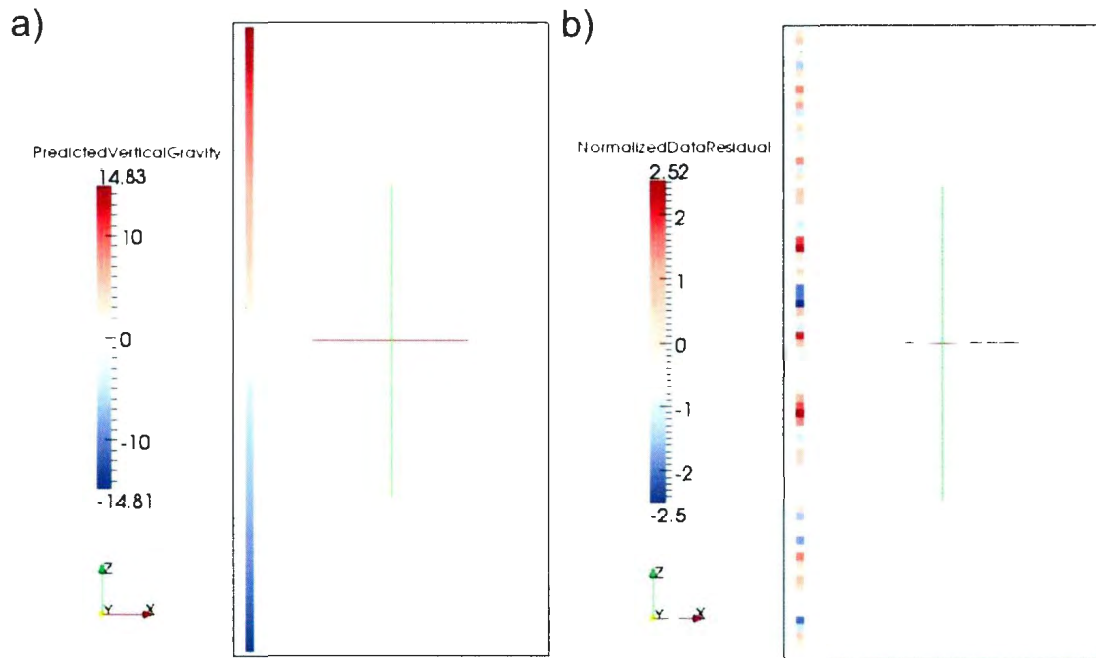 a)
PredictedVerticalGravity
14.83
10
0
-10
-14.81
Z
Y X
b)
NormalizedDataResidual
2.52
2
1
0
-1
-2
-2.5
Z
Y X